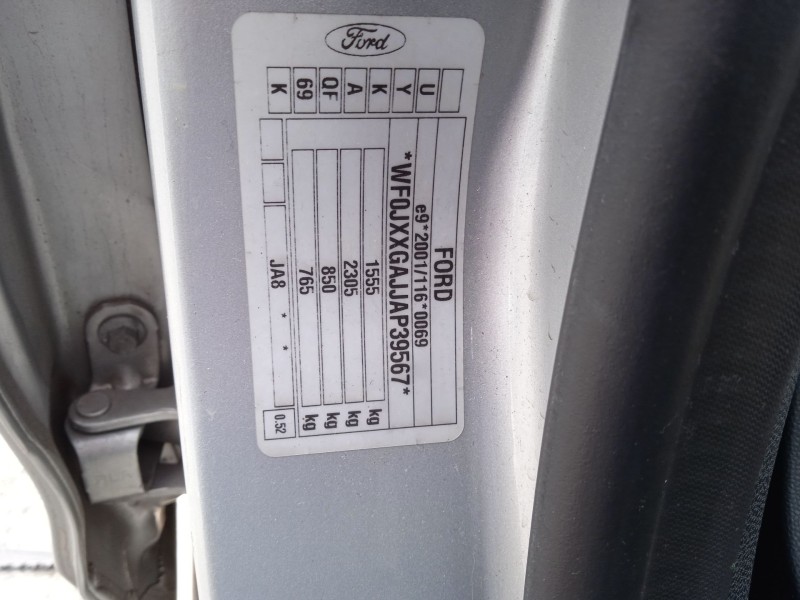 Ford
FORD
e9*2001/116*0069
*WF0JXXGAJJAP39567*
1555 kg
2305 kg
850 kg
765 kg
JA8 * *
0.52
U
Y
K
A
QF
69
K